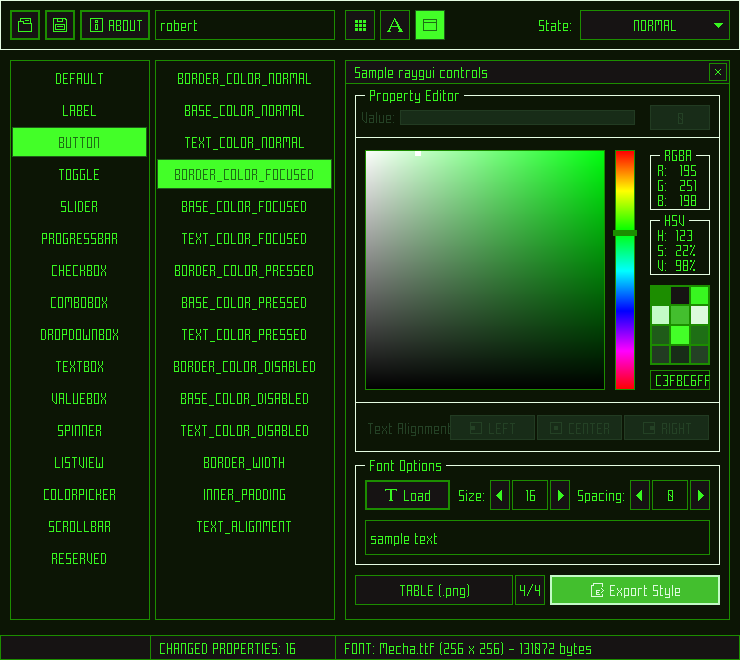 ABOUT
robert
State:
NORMAL
DEFAULT
LABEL
BUTTON
TOGGLE
SLIDER
PROGRESSBAR
CHECKBOX
COMBOBOX
DROPDOWNBOX
TEXTBOX
VALUEBOX
SPINNER
LISTVIEW
COLORPICKER
SCROLLBAR
RESERVED
BORDER_COLOR_NORMAL
BASE_COLOR_NORMAL
TEXT_COLOR_NORMAL
BORDER_COLOR_FOCUSED
BASE_COLOR_FOCUSED
TEXT_COLOR_FOCUSED
BORDER_COLOR_PRESSED
BASE_COLOR_PRESSED
TEXT_COLOR_PRESSED
BORDER_COLOR_DISABLED
BASE_COLOR_DISABLED
TEXT_COLOR_DISABLED
BORDER_WIDTH
INNER_PADDING
TEXT_ALIGNMENT
Sample raygui controls
Property Editor
Value: 0
RGBA
R: 195
G: 251
B: 198
HSV
H: 123
S: 22%
V: 98%
C3FBC6FF
Text Alignment LEFT CENTER RIGHT
Font Options
Load Size: 16 Spacing: 0
sample text
TABLE (.png) 4/4 Export Style
CHANGED PROPERTIES: 16 FONT: Mecha.ttf (256 x 256) - 131072 bytes